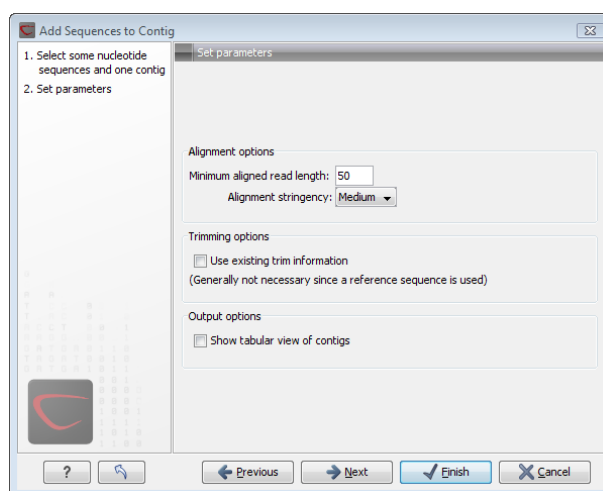 Add Sequences to Contig
1. Select some nucleotide
sequences and one contig
2. Set parameters
Set parameters
Alignment options
Minimum aligned read length: 50
Alignment stringency: Medium
Trimming options
Use existing trim information
(Generally not necessary since a reference sequence is used)
Output options
Show tabular view of contigs
?
Previous
Next
Finish
Cancel